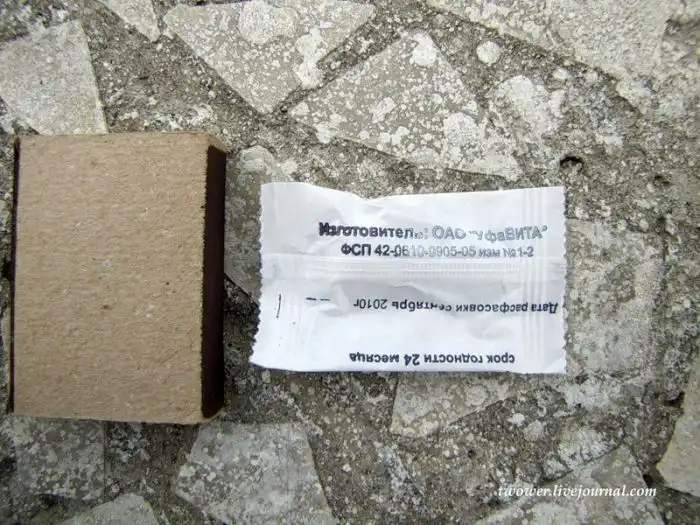 Изготовитель: ОАО "УфаВИТА"
ФСП 42-0610-0905-05 изм №1-2
Дата расфасовки сентябрь 2010г
срок годности 24 месяца
twower.livejournal.com